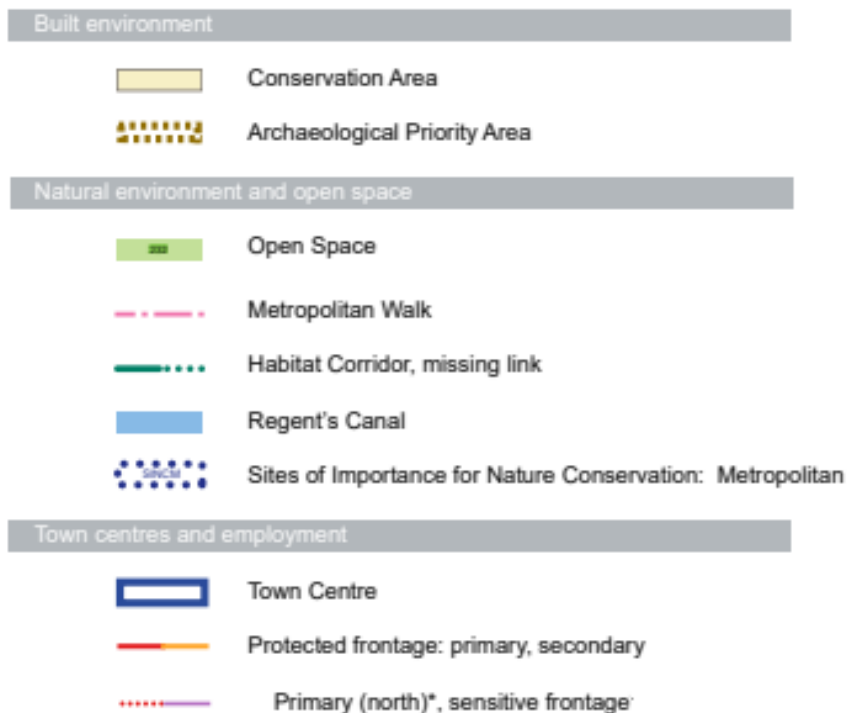 Built environment
Conservation Area
Archaeological Priority Area
Natural environment and open space
Open Space
Metropolitan Walk
Habitat Corridor, missing link
Regent's Canal
SINCM
Sites of Importance for Nature Conservation: Metropolitan
Town centres and employment
Town Centre
Protected frontage: primary, secondary
Primary (north)*, sensitive frontage